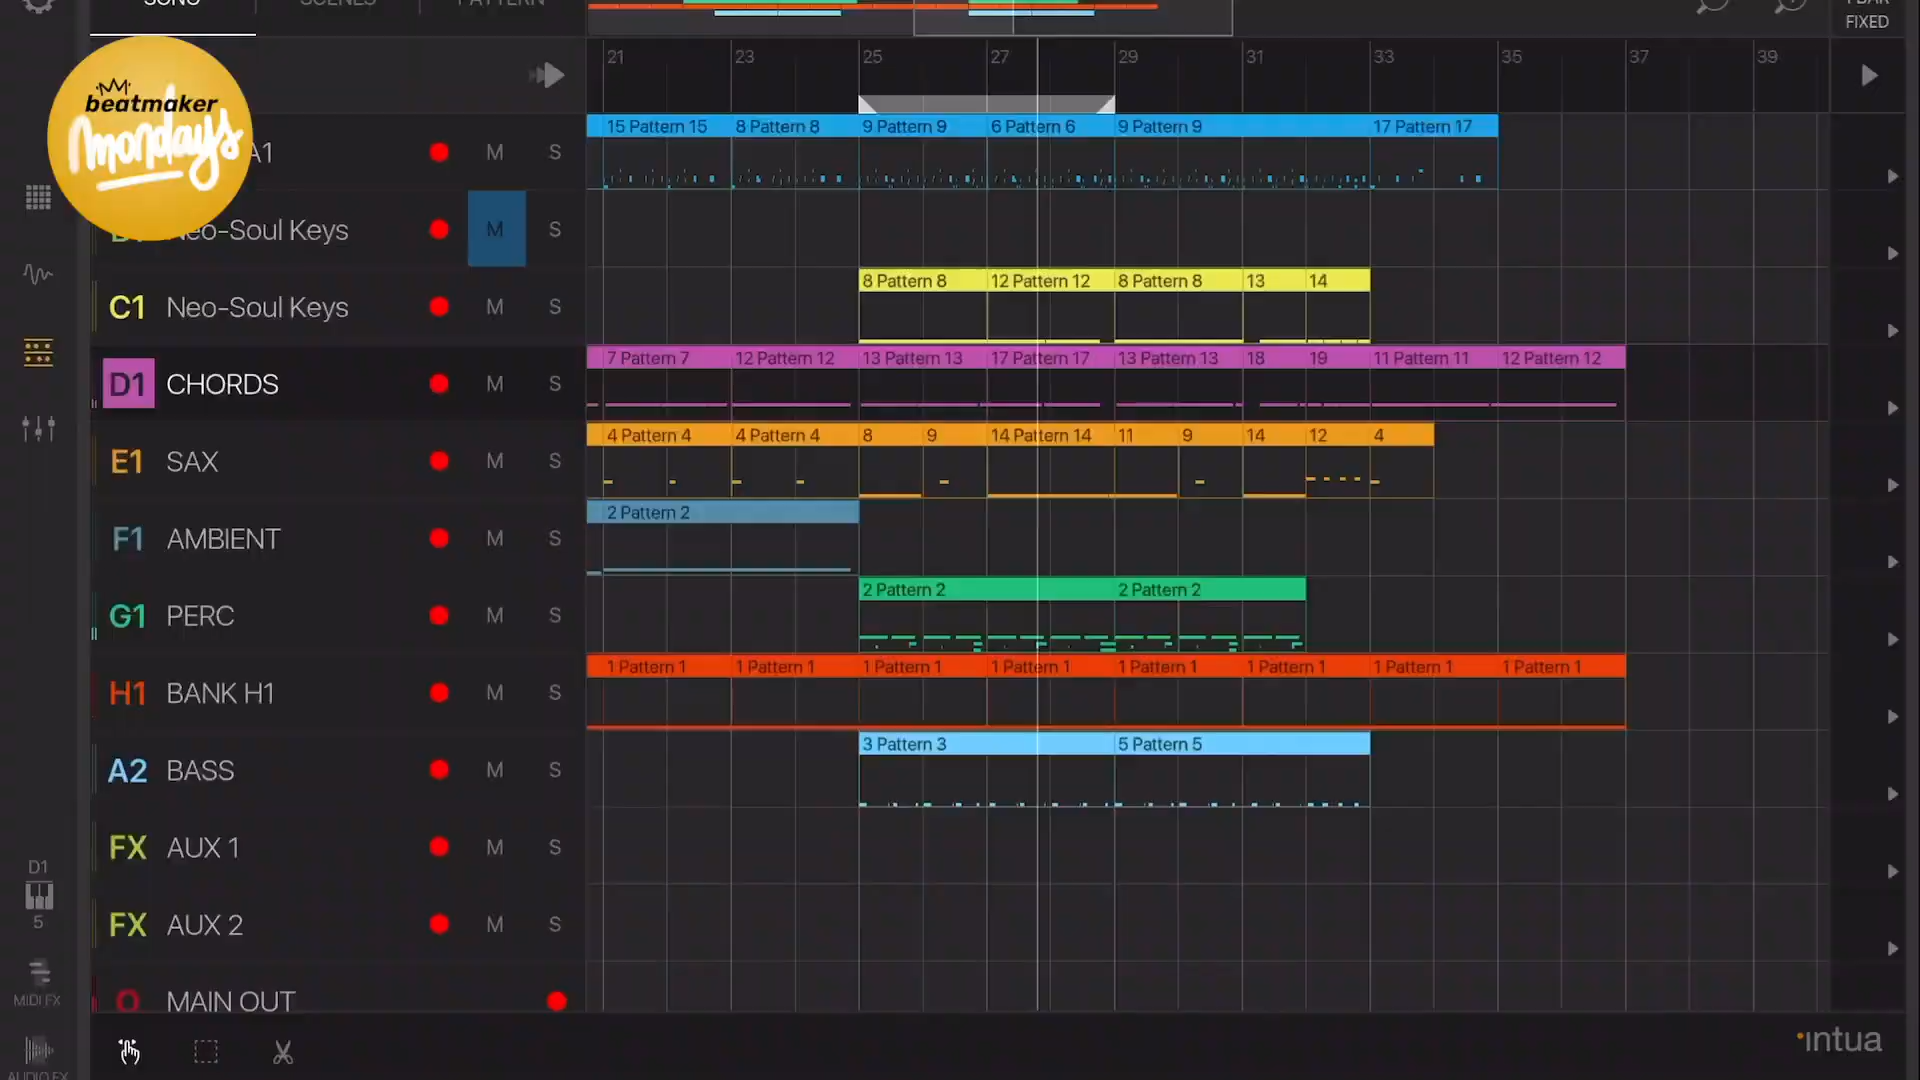 SONG SCENES PATTERN
1 BAR
FIXED
21 23 25 27 29 31 33 35 37 39
beatmaker
mondays
A1 M S
15 Pattern 15 8 Pattern 8 9 Pattern 9 6 Pattern 6 9 Pattern 9 17 Pattern 17
Neo-Soul Keys M S
C1 Neo-Soul Keys M S
8 Pattern 8 12 Pattern 12 8 Pattern 8 13 14
D1 CHORDS M S
7 Pattern 7 12 Pattern 12 13 Pattern 13 17 Pattern 17 13 Pattern 13 18 19 11 Pattern 11 12 Pattern 12
E1 SAX M S
4 Pattern 4 4 Pattern 4 8 9 14 Pattern 14 11 9 14 12 4
F1 AMBIENT M S
2 Pattern 2
G1 PERC M S
2 Pattern 2 2 Pattern 2
H1 BANK H1 M S
1 Pattern 1 1 Pattern 1 1 Pattern 1 1 Pattern 1 1 Pattern 1 1 Pattern 1 1 Pattern 1 1 Pattern 1
A2 BASS M S
3 Pattern 3 5 Pattern 5
FX AUX 1 M S
FX AUX 2 M S
O MAIN OUT
D1
5
MIDI FX
AUDIO FX
intua